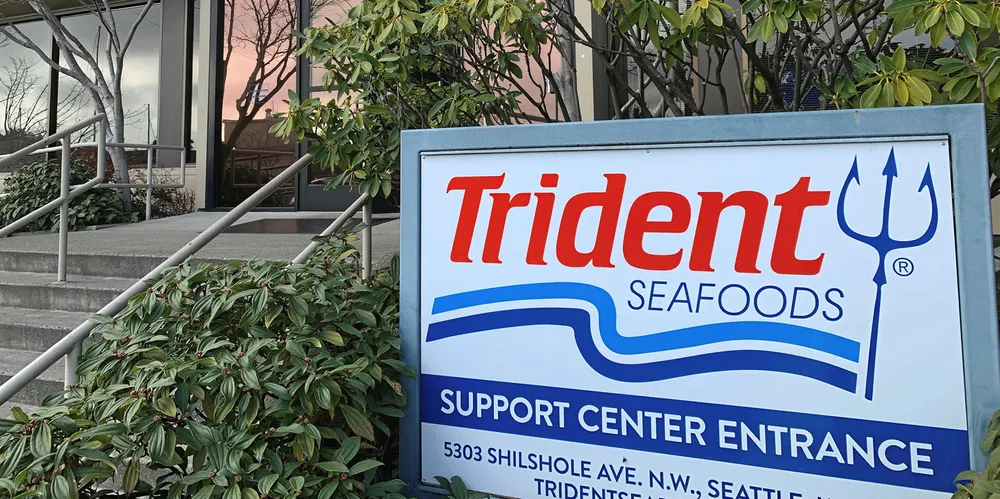 Trident
®
SEAFOODS
SUPPORT CENTER ENTRANCE
5303 SHILSHOLE AVE. N.W., SEATTLE